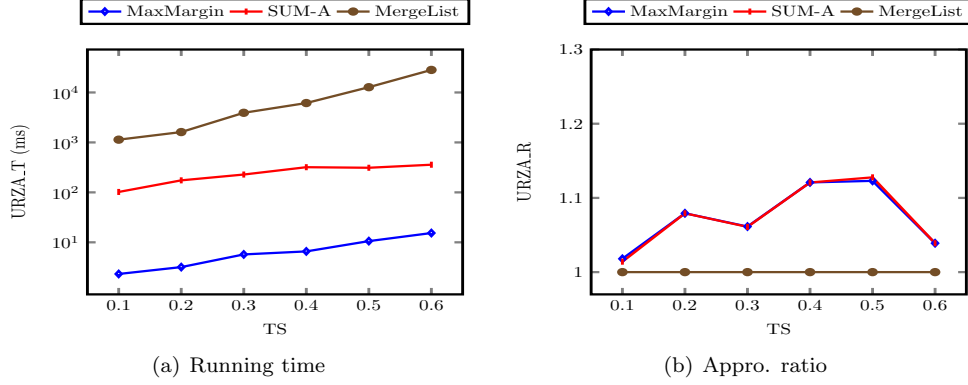 MaxMargin SUM-A MergeList
10^4
10^3
10^2
10^1
URZA_T (ms)
0.1 0.2 0.3 0.4 0.5 0.6
TS
(a) Running time
MaxMargin SUM-A MergeList
1.3
1.2
1.1
1
URZA_R
0.1 0.2 0.3 0.4 0.5 0.6
TS
(b) Appro. ratio